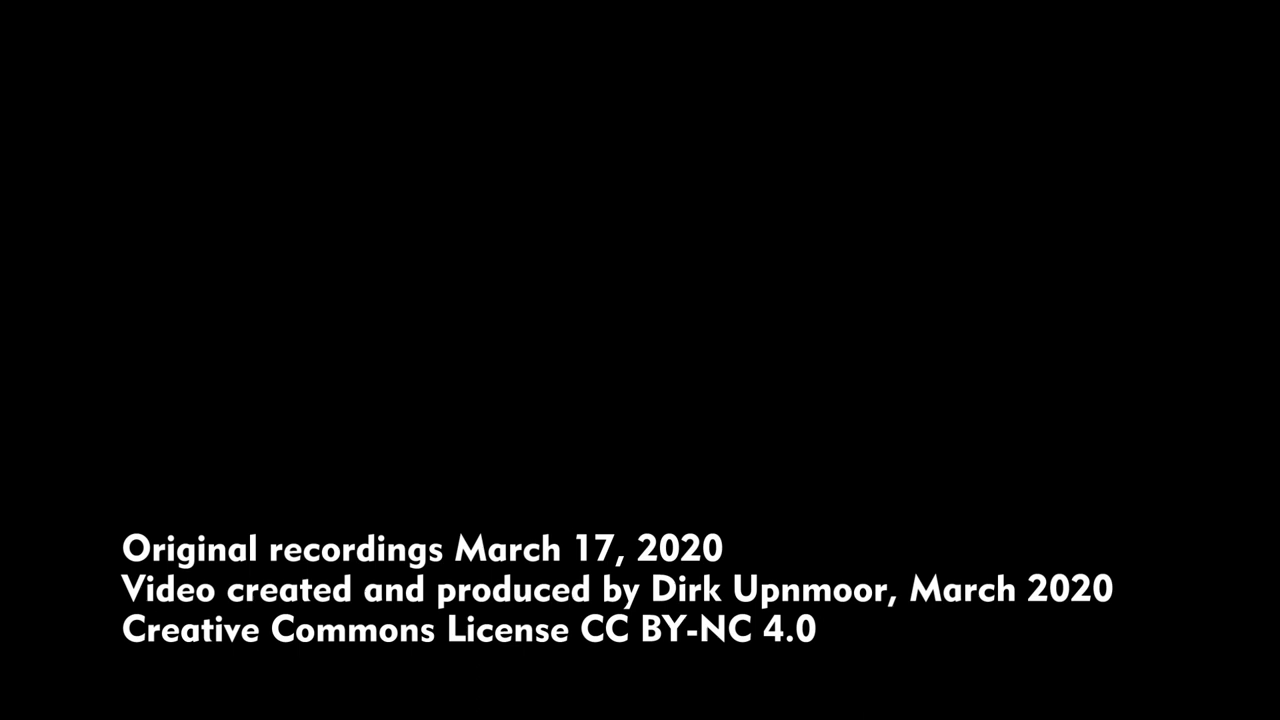 Original recordings March 17, 2020
Video created and produced by Dirk Upnmoor, March 2020
Creative Commons License CC BY-NC 4.0